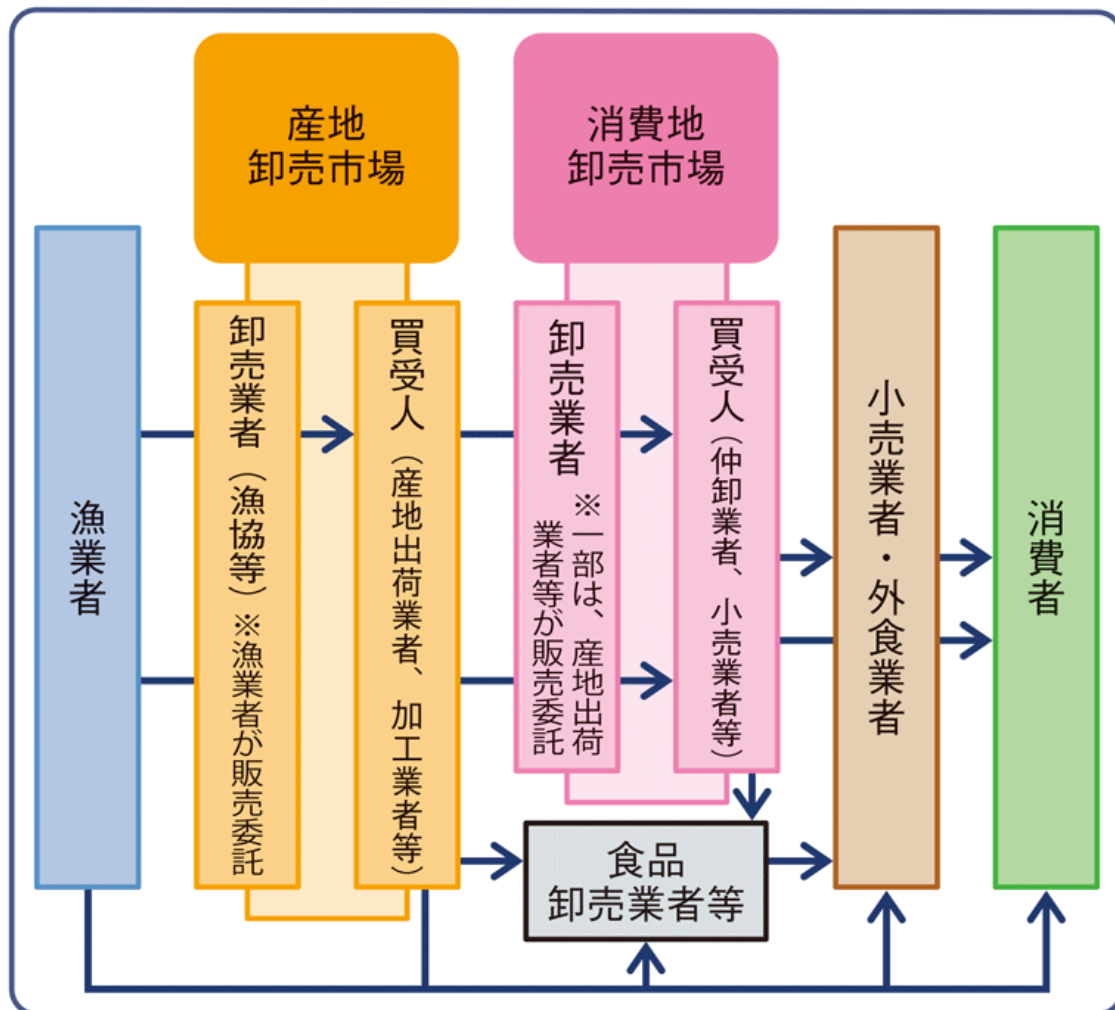 産地
卸売市場
消費地
卸売市場
漁業者
卸売業者（漁協等）※漁業者が販売委託
買受人（産地出荷業者、加工業者等）
卸売業者
※一部は、産地出荷
業者等が販売委託
買受人（仲卸業者、小売業者等）
食品
卸売業者等
小売業者・外食業者
消費者